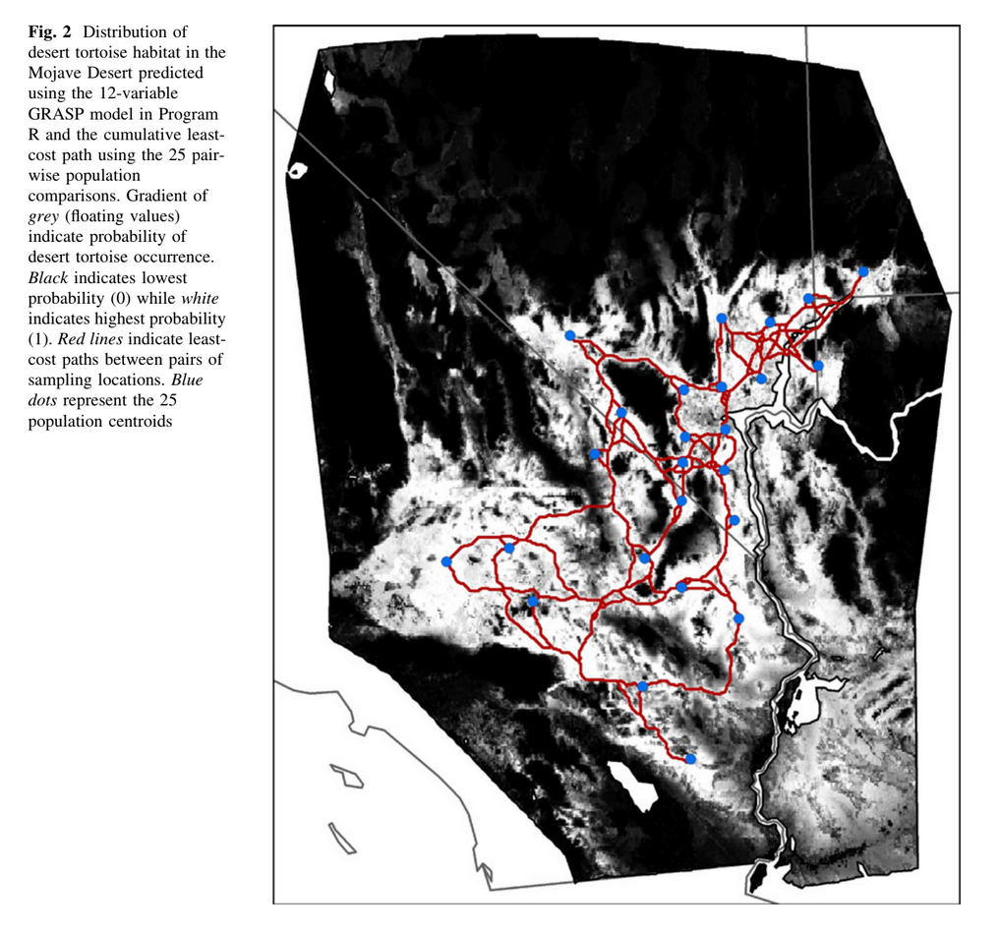 Fig. 2 Distribution of
desert tortoise habitat in the
Mojave Desert predicted
using the 12-variable
GRASP model in Program
R and the cumulative least-
cost path using the 25 pair-
wise population
comparisons. Gradient of
grey (floating values)
indicate probability of
desert tortoise occurrence.
Black indicates lowest
probability (0) while white
indicates highest probability
(1). Red lines indicate least-
cost paths between pairs of
sampling locations. Blue
dots represent the 25
population centroids